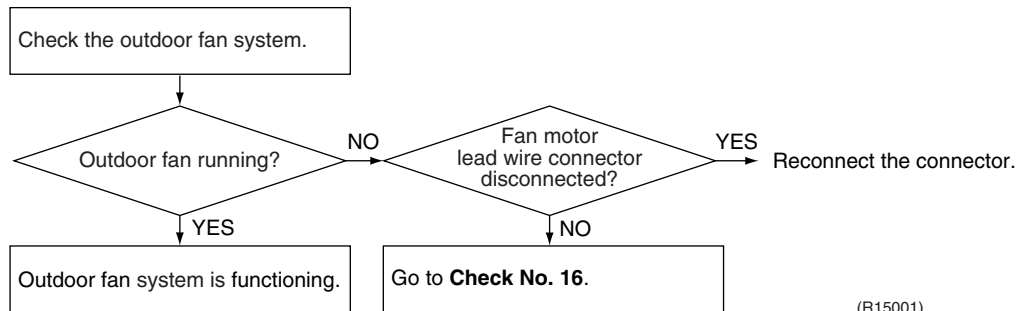 Check the outdoor fan system.
Outdoor fan running?
NO
Fan motor
lead wire connector
disconnected?
YES
Reconnect the connector.
YES
NO
Outdoor fan system is functioning.
Go to Check No. 16.
(R15001)